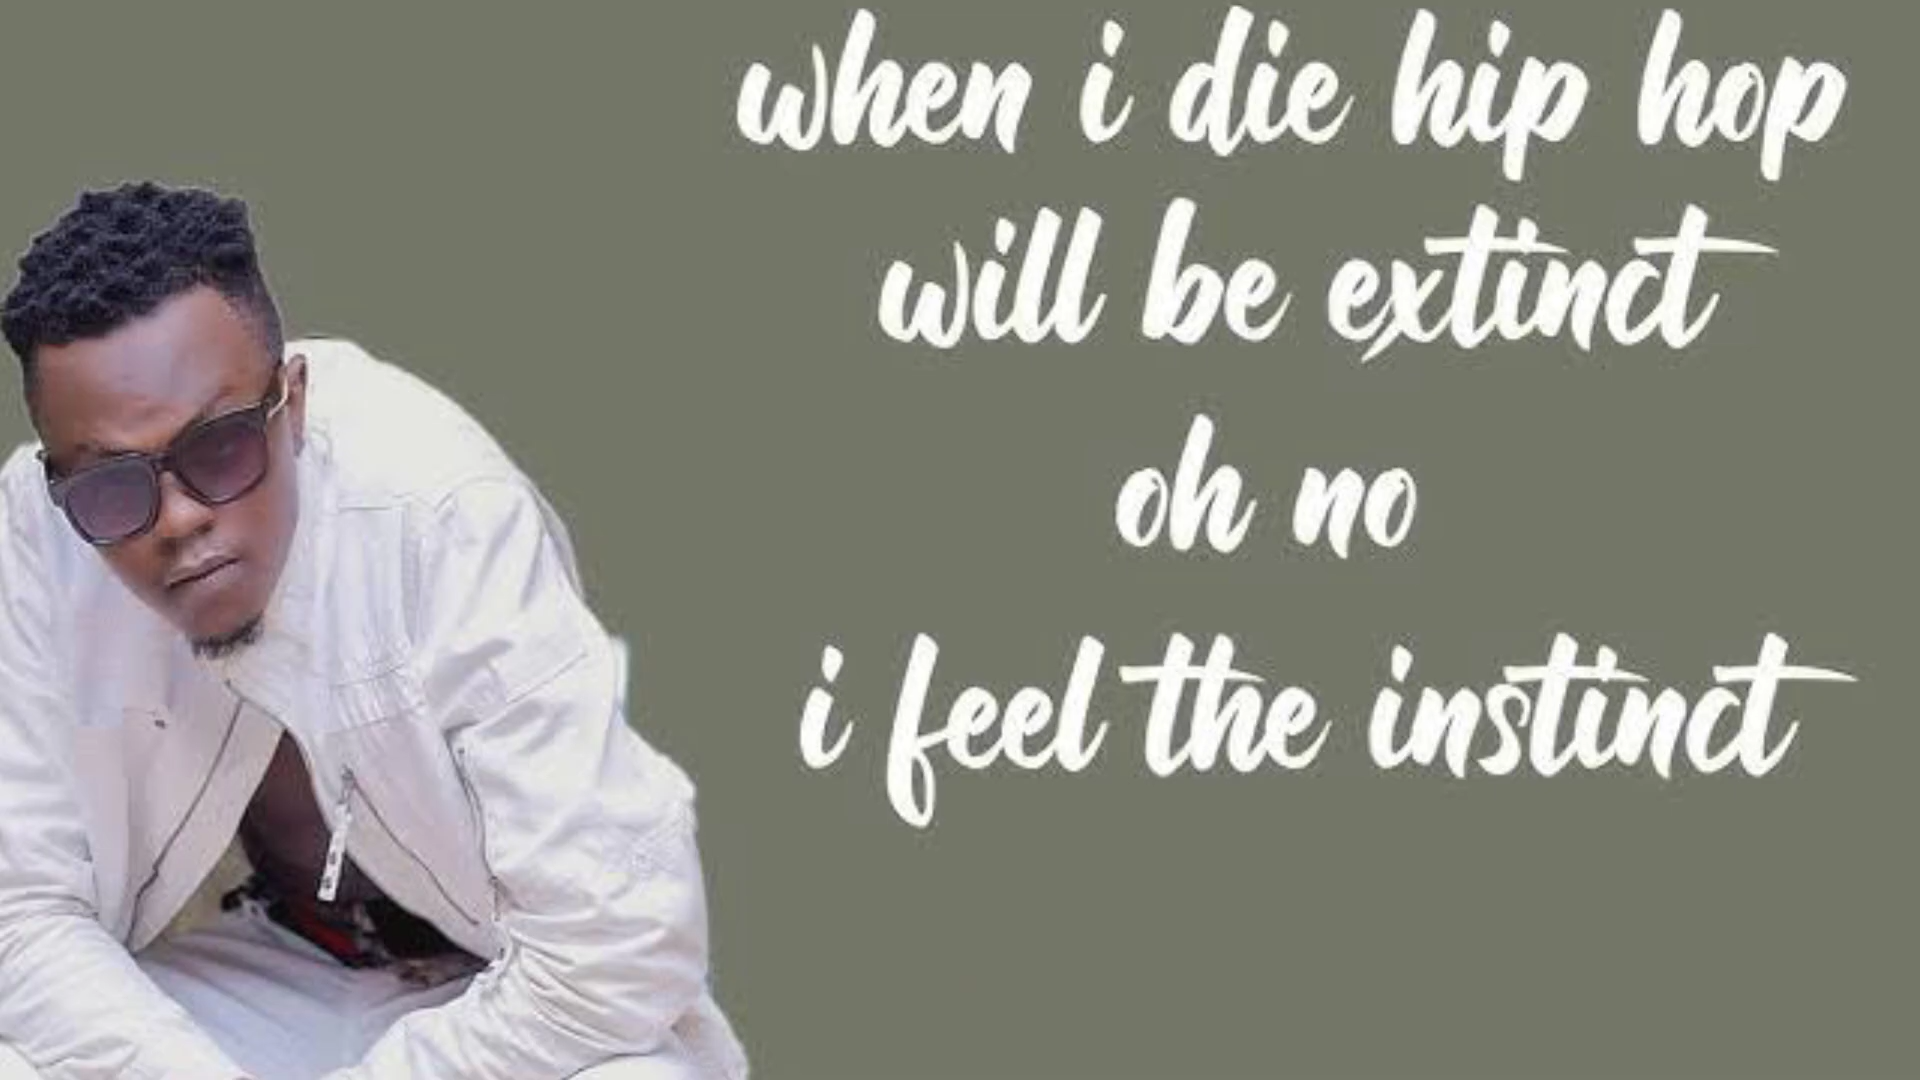 when i die hip hop
will be extinct
oh no
i feel the instinct